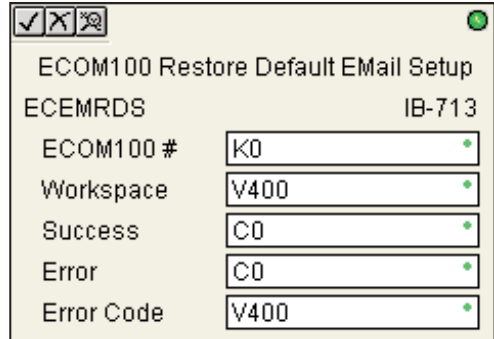 ECOM100 Restore Default EMail Setup
ECEMRDS IB-713
ECOM100 # K0
Workspace V400
Success C0
Error C0
Error Code V400